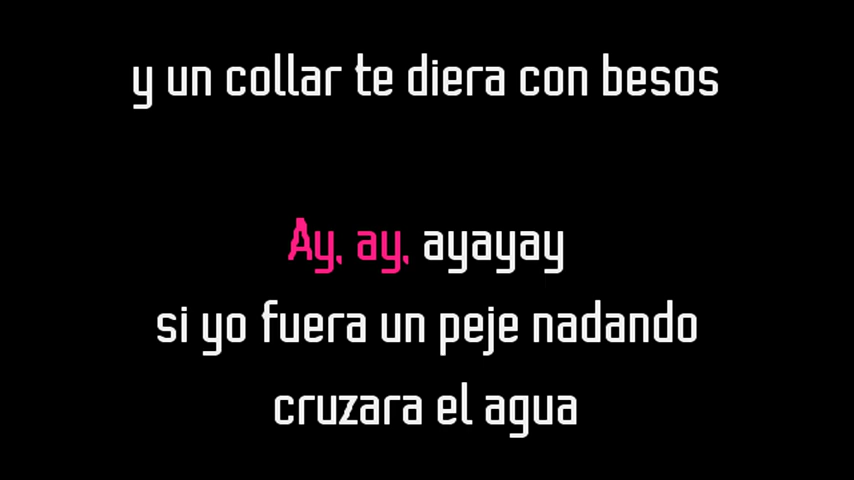 y un collar te diera con besos
Ay, ay, ayayay
si yo fuera un peje nadando
cruzara el agua